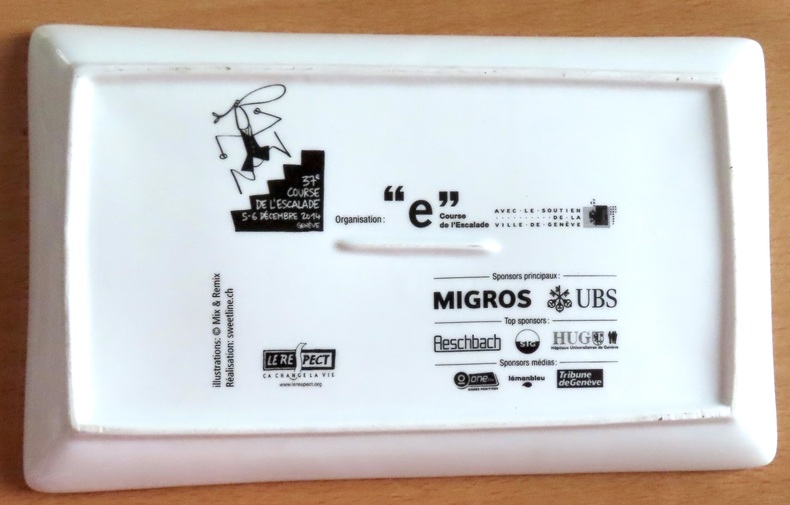 37e
COURSE
DE L'ESCALADE
5-6 DÉCEMBRE 2014
GENÈVE
Organisation :
“e”
Course
de l'Escalade
AVEC·LE·SOUTIEN
DE·LA
VILLE·DE·GENÈVE
illustrations: © Mix & Remix
Réalisation: sweetline.ch
LE RESPECT
ÇA CHANGE LA VIE
www.lerespect.org
Sponsors principaux :
MIGROS UBS
Top sponsors :
Aeschbach SIG HUG
Hôpitaux Universitaires de Genève
Sponsors médias :
one lémanbleu Tribune
deGenève